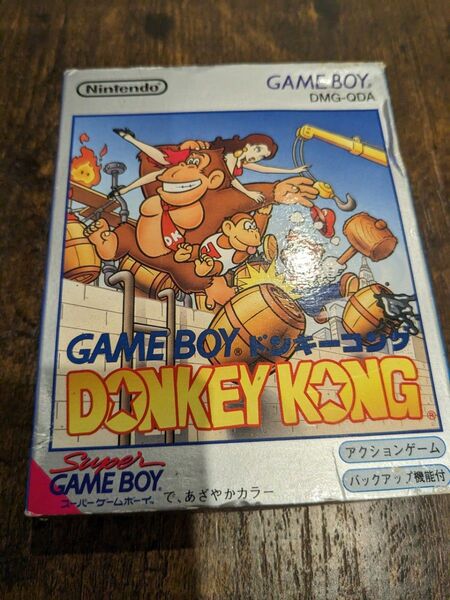 Nintendo
GAME BOY®
DMG-QDA
D.K
GAME BOY® ドンキーコング
DONKEY KONG®
アクションゲーム
バックアップ機能付
Super
GAME BOY
スーパーゲームボーイ® で、あざやかカラー